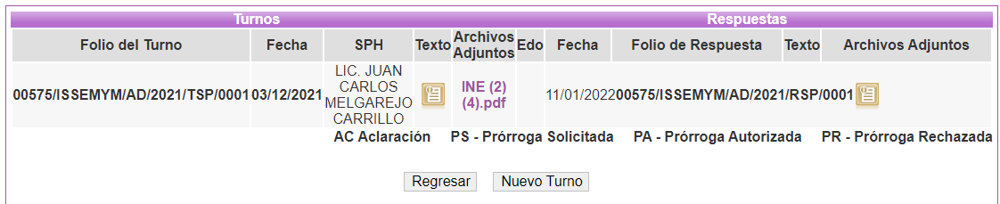 Turnos Respuestas
Folio del Turno Fecha SPH Texto Archivos Adjuntos Edo Fecha Folio de Respuesta Texto Archivos Adjuntos
00575/ISSEMYM/AD/2021/TSP/0001 03/12/2021 LIC. JUAN CARLOS MELGAREJO CARRILLO INE (2) (4).pdf 11/01/2022 00575/ISSEMYM/AD/2021/RSP/0001
AC Aclaración PS - Prórroga Solicitada PA - Prórroga Autorizada PR - Prórroga Rechazada
Regresar Nuevo Turno